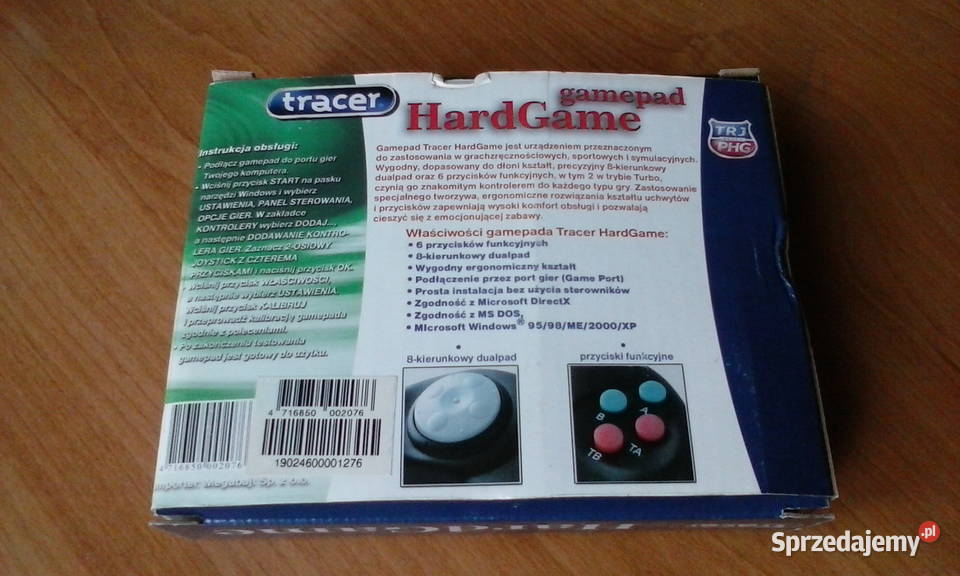 tracer
gamepad
HardGame
TRJ
PHG
Instrukcja obsługi:
- Podłącz gamepad do portu gier
Twojego komputera.
- Wciśnij przycisk START na pasku
narzędzi Windows i wybierz
USTAWIENIA, PANEL STEROWANIA,
OPCJE GIER. W zakładce
KONTROLERY wybierz DODAJ...,
a następnie DODAWANIE KONTRO-
LERA GIER. Zaznacz 2-OSIOWY
JOYSTICK Z CZTEREMA
PRZYCISKAMI i naciśnij przycisk OK.
- Wciśnij przycisk WŁAŚCIWOŚCI,
a następnie wybierz USTAWIENIA.
wciśnij przycisk KALIBRUJ
i przeprowadź kalibrację gamepada
zgodnie z poleceniami.
- Po zakończeniu testowania
gamepad jest gotowy do użytku.
Gamepad Tracer HardGame jest urządzeniem przeznaczonym
do zastosowania w grachzręcznościowych, sportowych i symulacyjnych.
Wygodny, dopasowany do dłoni kształt, precyzyjny 8-kierunkowy
dualpad oraz 6 przycisków funkcyjnych, w tym 2 w trybie Turbo,
czynią go znakomitym kontrolerem do każdego typu gry. Zastosowanie
specjalnego tworzywa, ergonomiczne rozwiązania kształtu uchwytów
i przycisków zapewniają wysoki komfort obsługi i pozwalają
cieszyć się z emocjonującej zabawy.
Właściwości gamepada Tracer HardGame:
• 6 przycisków funkcyjnych
• 8-kierunkowy dualpad
• Wygodny ergonomiczny kształt
• Podłączenie przez port gier (Game Port)
• Prosta instalacja bez użycia sterowników
• Zgodność z Microsoft DirectX
• Zgodność z MS DOS,
• Microsoft Windows® 95/98/ME/2000/XP
8-kierunkowy dualpad
przyciski funkcyjne
B
A
TB
TA
4 716850 002076
4 716850 002076
19024600001276
Importer: Megabajt Sp. z o.o.
HardGame
Sprzedajemy.pl